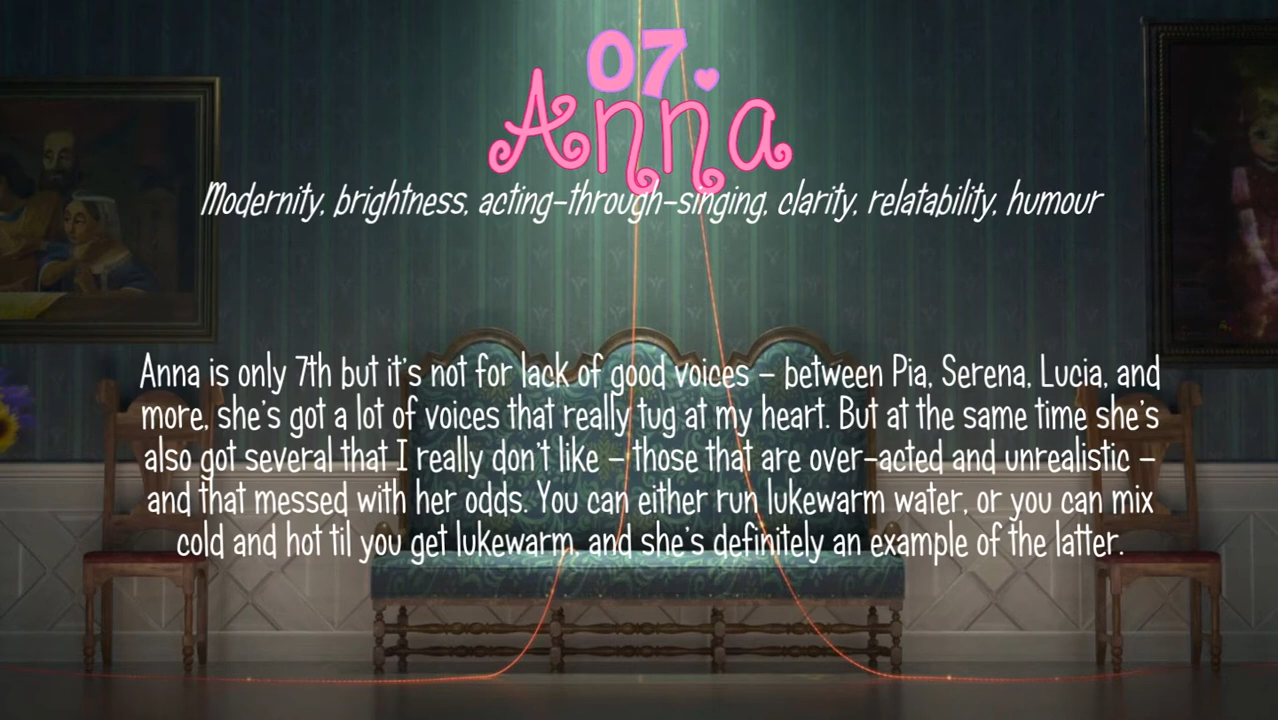 07.
Anna
Modernity, brightness, acting-through-singing, clarity, relatability, humour
Anna is only 7th but it's not for lack of good voices – between Pia, Serena, Lucia, and
more, she's got a lot of voices that really tug at my heart. But at the same time she's
also got several that I really don't like – those that are over-acted and unrealistic –
and that messed with her odds. You can either run lukewarm water, or you can mix
cold and hot til you get lukewarm, and she's definitely an example of the latter.